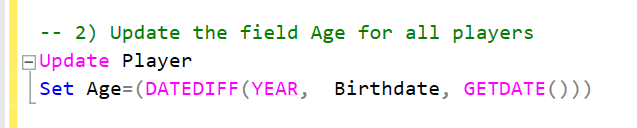 -- 2) Update the field Age for all players
Update Player
Set Age=(DATEDIFF(YEAR,  Birthdate, GETDATE()))